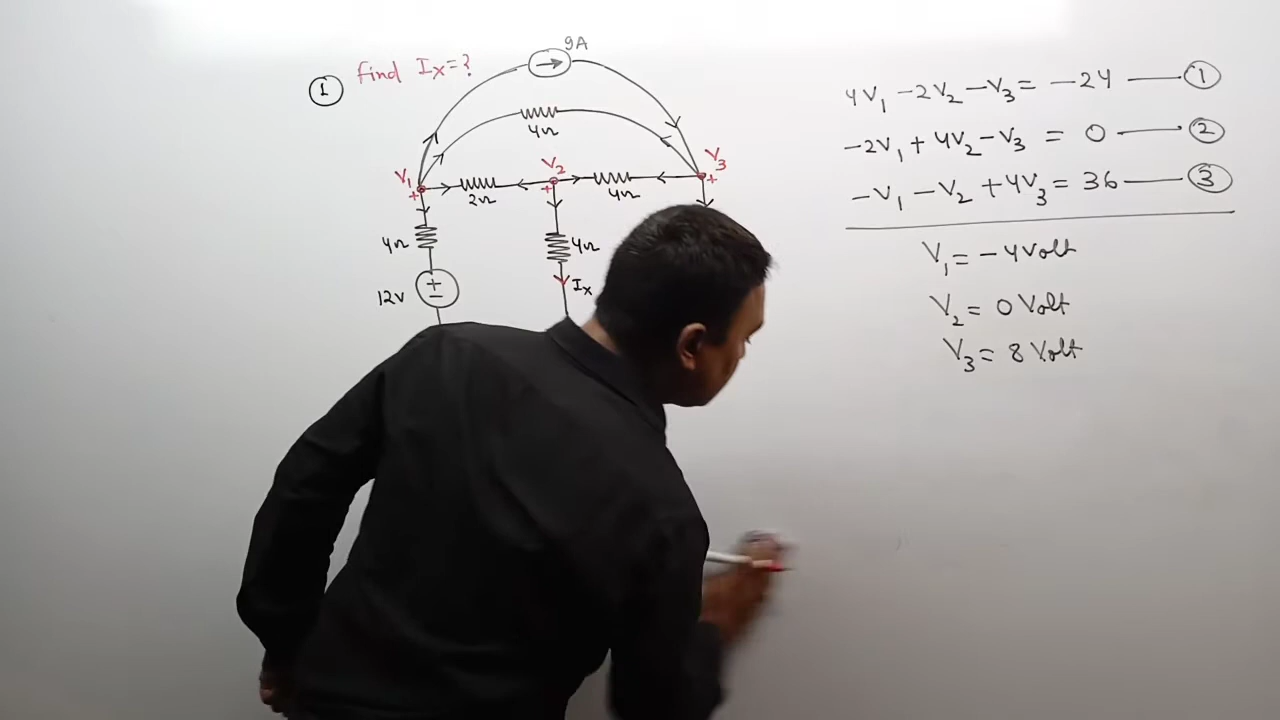 ① find Ix=?
9A
4Ω
V1
V2
V3
+
+
+
2Ω
4Ω
4Ω
4Ω
12V
+
−
Ix
4V1 −2V2 −V3 = −24 —— ①
−2V1 + 4V2 −V3 = 0 —— ②
−V1 −V2 +4V3 = 36 —— ③
V1 = −4 Volt
V2 = 0 Volt
V3 = 8 Volt